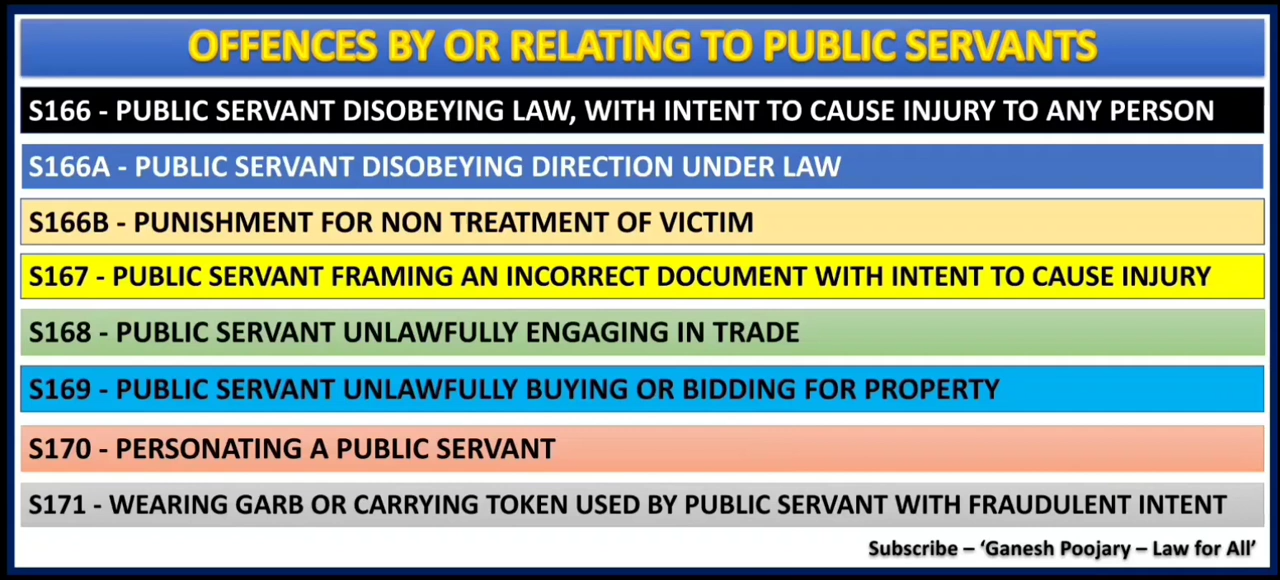 OFFENCES BY OR RELATING TO PUBLIC SERVANTS
S166 - PUBLIC SERVANT DISOBEYING LAW, WITH INTENT TO CAUSE INJURY TO ANY PERSON
S166A - PUBLIC SERVANT DISOBEYING DIRECTION UNDER LAW
S166B - PUNISHMENT FOR NON TREATMENT OF VICTIM
S167 - PUBLIC SERVANT FRAMING AN INCORRECT DOCUMENT WITH INTENT TO CAUSE INJURY
S168 - PUBLIC SERVANT UNLAWFULLY ENGAGING IN TRADE
S169 - PUBLIC SERVANT UNLAWFULLY BUYING OR BIDDING FOR PROPERTY
S170 - PERSONATING A PUBLIC SERVANT
S171 - WEARING GARB OR CARRYING TOKEN USED BY PUBLIC SERVANT WITH FRAUDULENT INTENT
Subscribe – ‘Ganesh Poojary – Law for All’